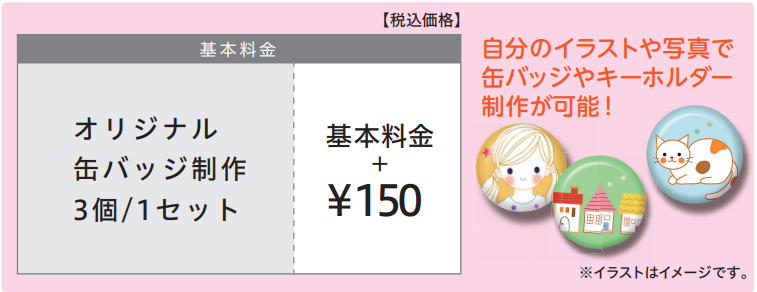 【税込価格】
基本料金
オリジナル
缶バッジ制作
3個/1セット
基本料金
+
¥150
自分のイラストや写真で
缶バッジやキーホルダー
制作が可能！
※イラストはイメージです。